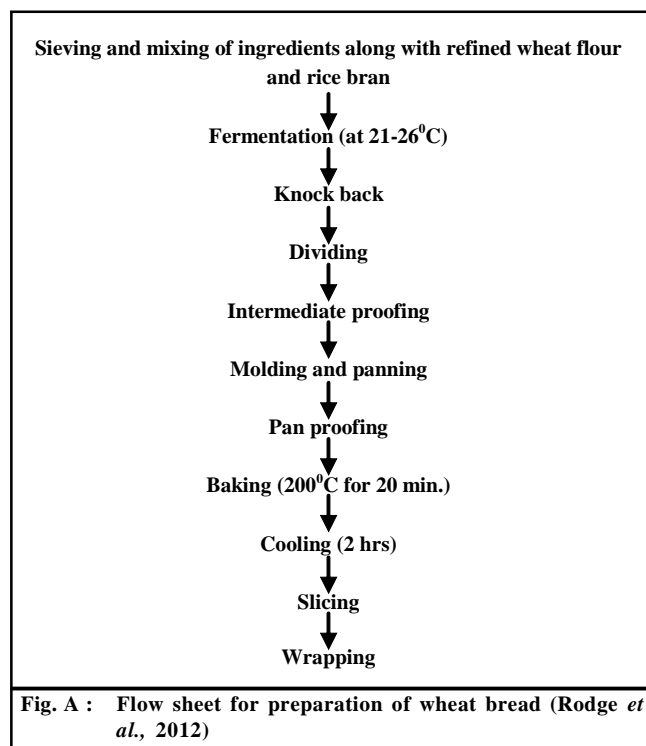 Sieving and mixing of ingredients along with refined wheat flour
and rice bran
Fermentation (at 21-26⁰C)
Knock back
Dividing
Intermediate proofing
Molding and panning
Pan proofing
Baking (200⁰C for 20 min.)
Cooling (2 hrs)
Slicing
Wrapping
Fig. A : Flow sheet for preparation of wheat bread (Rodge et
al., 2012)